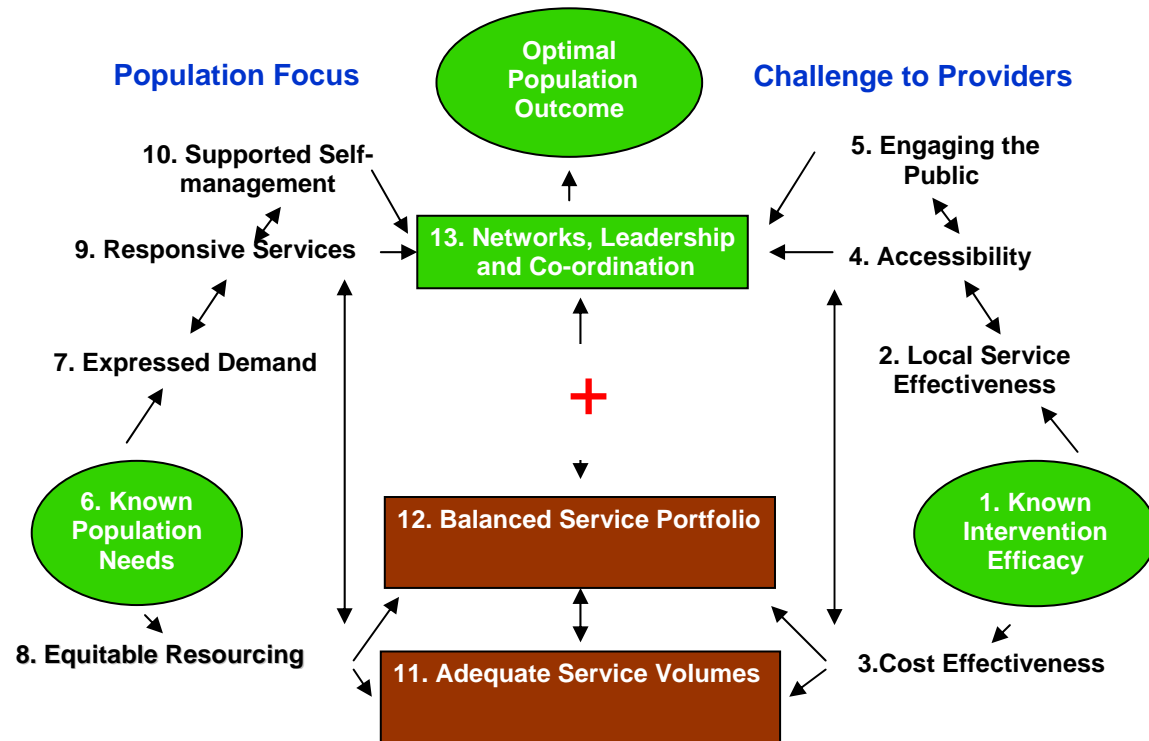 Population Focus
Optimal
Population
Outcome
Challenge to Providers
10. Supported Self-
management
5. Engaging the
Public
9. Responsive Services
13. Networks, Leadership
and Co-ordination
4. Accessibility
7. Expressed Demand
2. Local Service
Effectiveness
+
6. Known
Population
Needs
12. Balanced Service Portfolio
1. Known
Intervention
Efficacy
8. Equitable Resourcing
11. Adequate Service Volumes
3.Cost Effectiveness